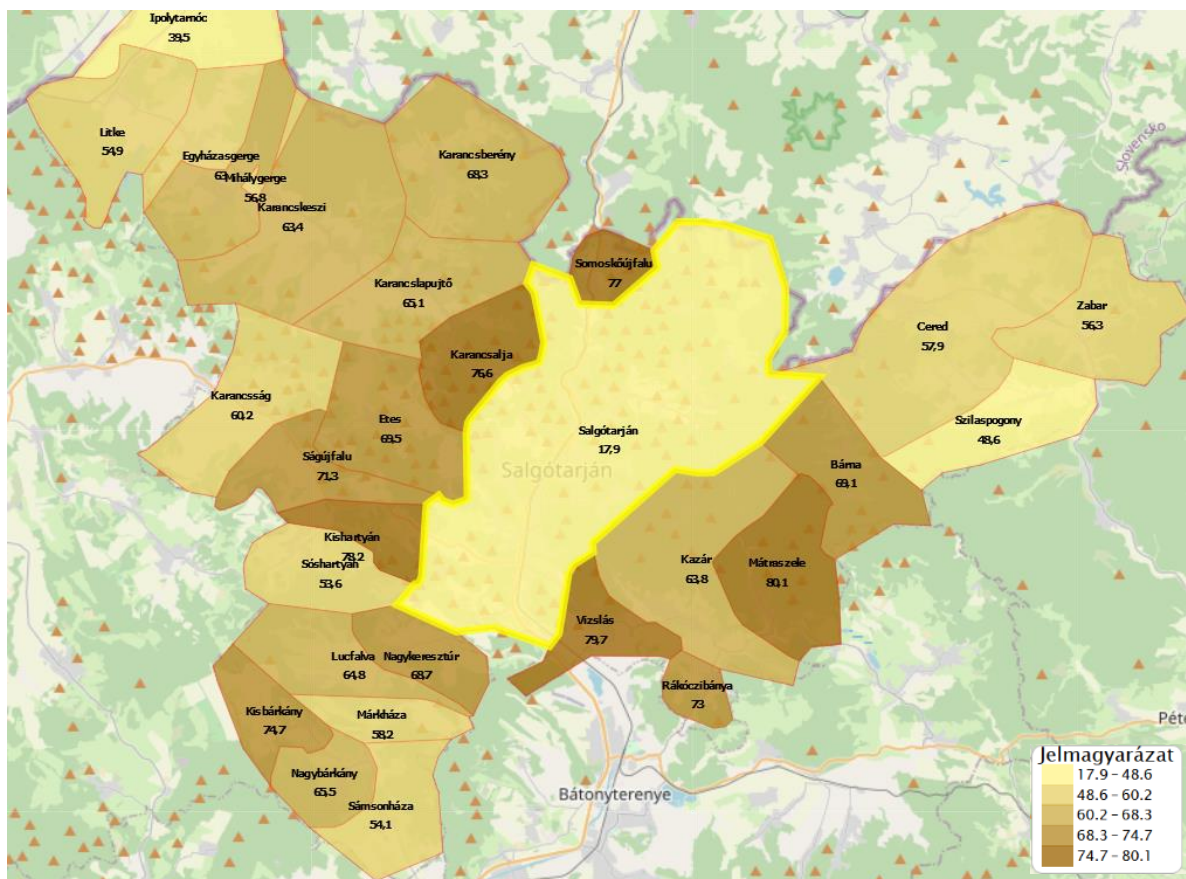 Ipolytarnóc
39,5
Litke
54,9
Egyházasgerge
63
Mihálygerge
56,8
Karancskeszi
63,4
Karancsberény
68,3
Slovensko
Somoskőújfalu
77
Karancslapujtő
65,1
Zabar
56,3
Cered
57,9
Karancsalja
76,6
Karancsság
60,2
Etes
69,5
Szilaspogony
48,6
Salgótarján
17,9
Salgótarján
Ságújfalu
71,3
Bárna
69,1
Kishartyán
78,2
Sóshartyán
53,6
Kazár
63,8
Mátraszele
80,1
Vizslás
79,7
Lucfalva
64,8
Nagykeresztúr
68,7
Rákóczibánya
73
Kisbárkány
74,7
Márkháza
58,2
Péte
Nagybárkány
65,5
Sámsonháza
54,1
Bátonyterenye
Jelmagyarázat
17.9 - 48.6
48.6 - 60.2
60.2 - 68.3
68.3 - 74.7
74.7 - 80.1